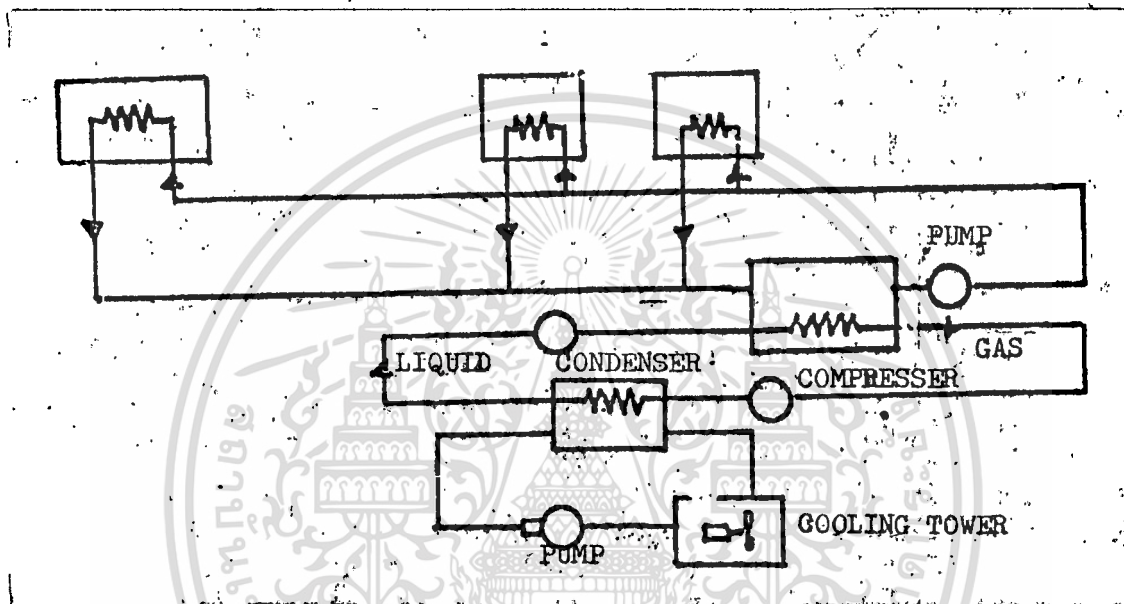 PUMP
GAS
LIQUID
CONDENSER
COMPRESSER
COOLING TOWER
PUMP